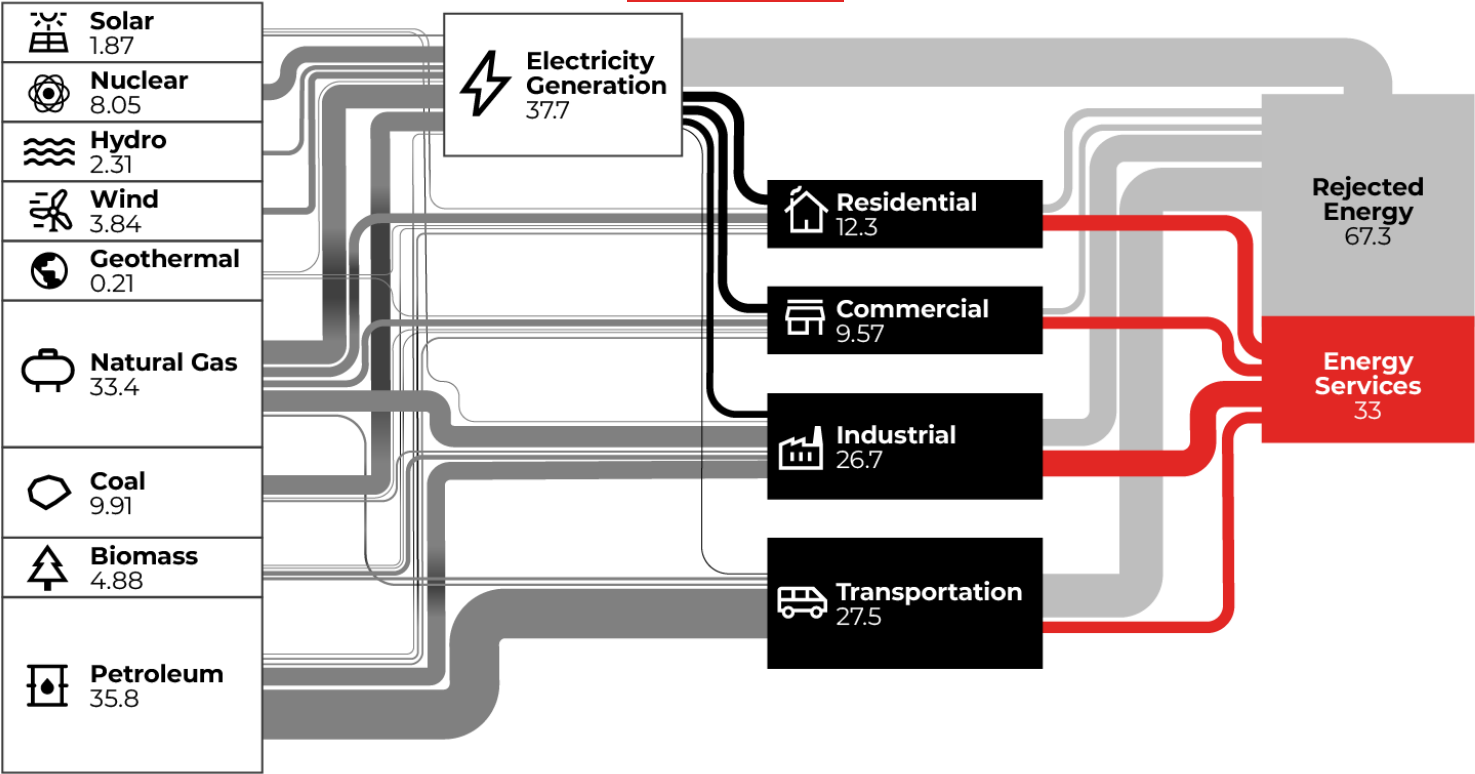 Solar
1.87
Nuclear
8.05
Hydro
2.31
Wind
3.84
Geothermal
0.21
Natural Gas
33.4
Coal
9.91
Biomass
4.88
Petroleum
35.8
Electricity
Generation
37.7
Residential
12.3
Commercial
9.57
Industrial
26.7
Transportation
27.5
Rejected
Energy
67.3
Energy
Services
33